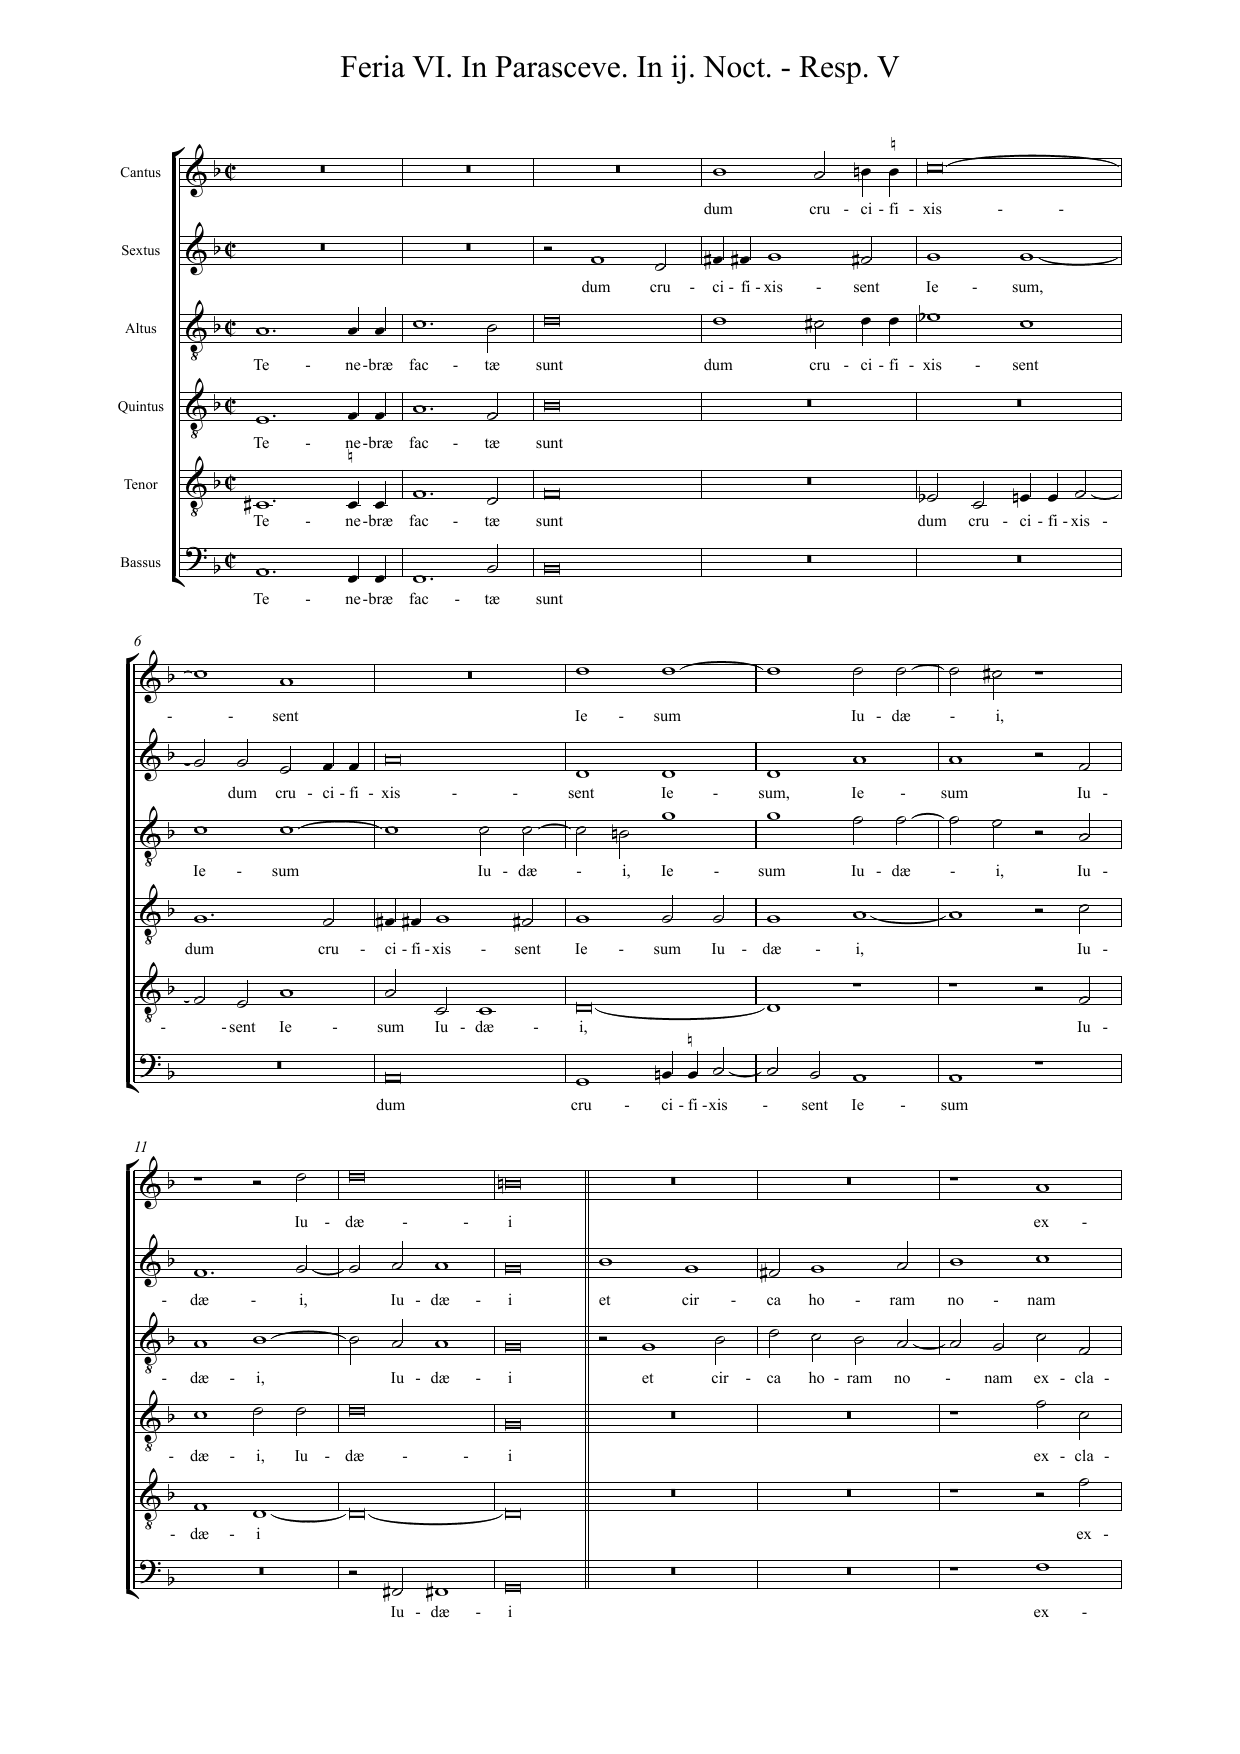 Feria VI. In Parasceve. In ij. Noct. - Resp. V
Cantus
dum cru - ci - fi - xis - -
Sextus
dum cru - ci - fi - xis - sent Ie - sum,
Altus
Te - ne - bræ fac - tæ sunt dum cru - ci - fi - xis - sent
Quintus
Te - ne - bræ fac - tæ sunt
Tenor
Te - ne - bræ fac - tæ sunt dum cru - ci - fi - xis -
Bassus
Te - ne - bræ fac - tæ sunt
6
- - sent Ie - sum Iu - dæ - i,
dum cru - ci - fi - xis - - sent Ie - sum, Ie - sum Iu -
Ie - sum Iu - dæ - i, Ie - sum Iu - dæ - i, Iu -
dum cru - ci - fi - xis - sent Ie - sum Iu - dæ - i, Iu -
- - sent Ie - sum Iu - dæ - i, Iu -
dum cru - ci - fi - xis - sent Ie - sum
11
Iu - dæ - - i ex -
- dæ - i, Iu - dæ - i et cir - ca ho - ram no - nam
- dæ - i, Iu - dæ - i et cir - ca ho - ram no - nam ex - cla -
- dæ - i, Iu - dæ - - i ex - cla -
- dæ - i ex -
Iu - dæ - i ex -